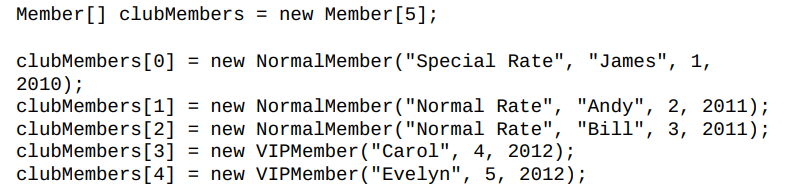 Member[] clubMembers = new Member[5];
clubMembers[0] = new NormalMember("Special Rate", "James", 1,
2010);
clubMembers[1] = new NormalMember("Normal Rate", "Andy", 2, 2011);
clubMembers[2] = new NormalMember("Normal Rate", "Bill", 3, 2011);
clubMembers[3] = new VIPMember("Carol", 4, 2012);
clubMembers[4] = new VIPMember("Evelyn", 5, 2012);